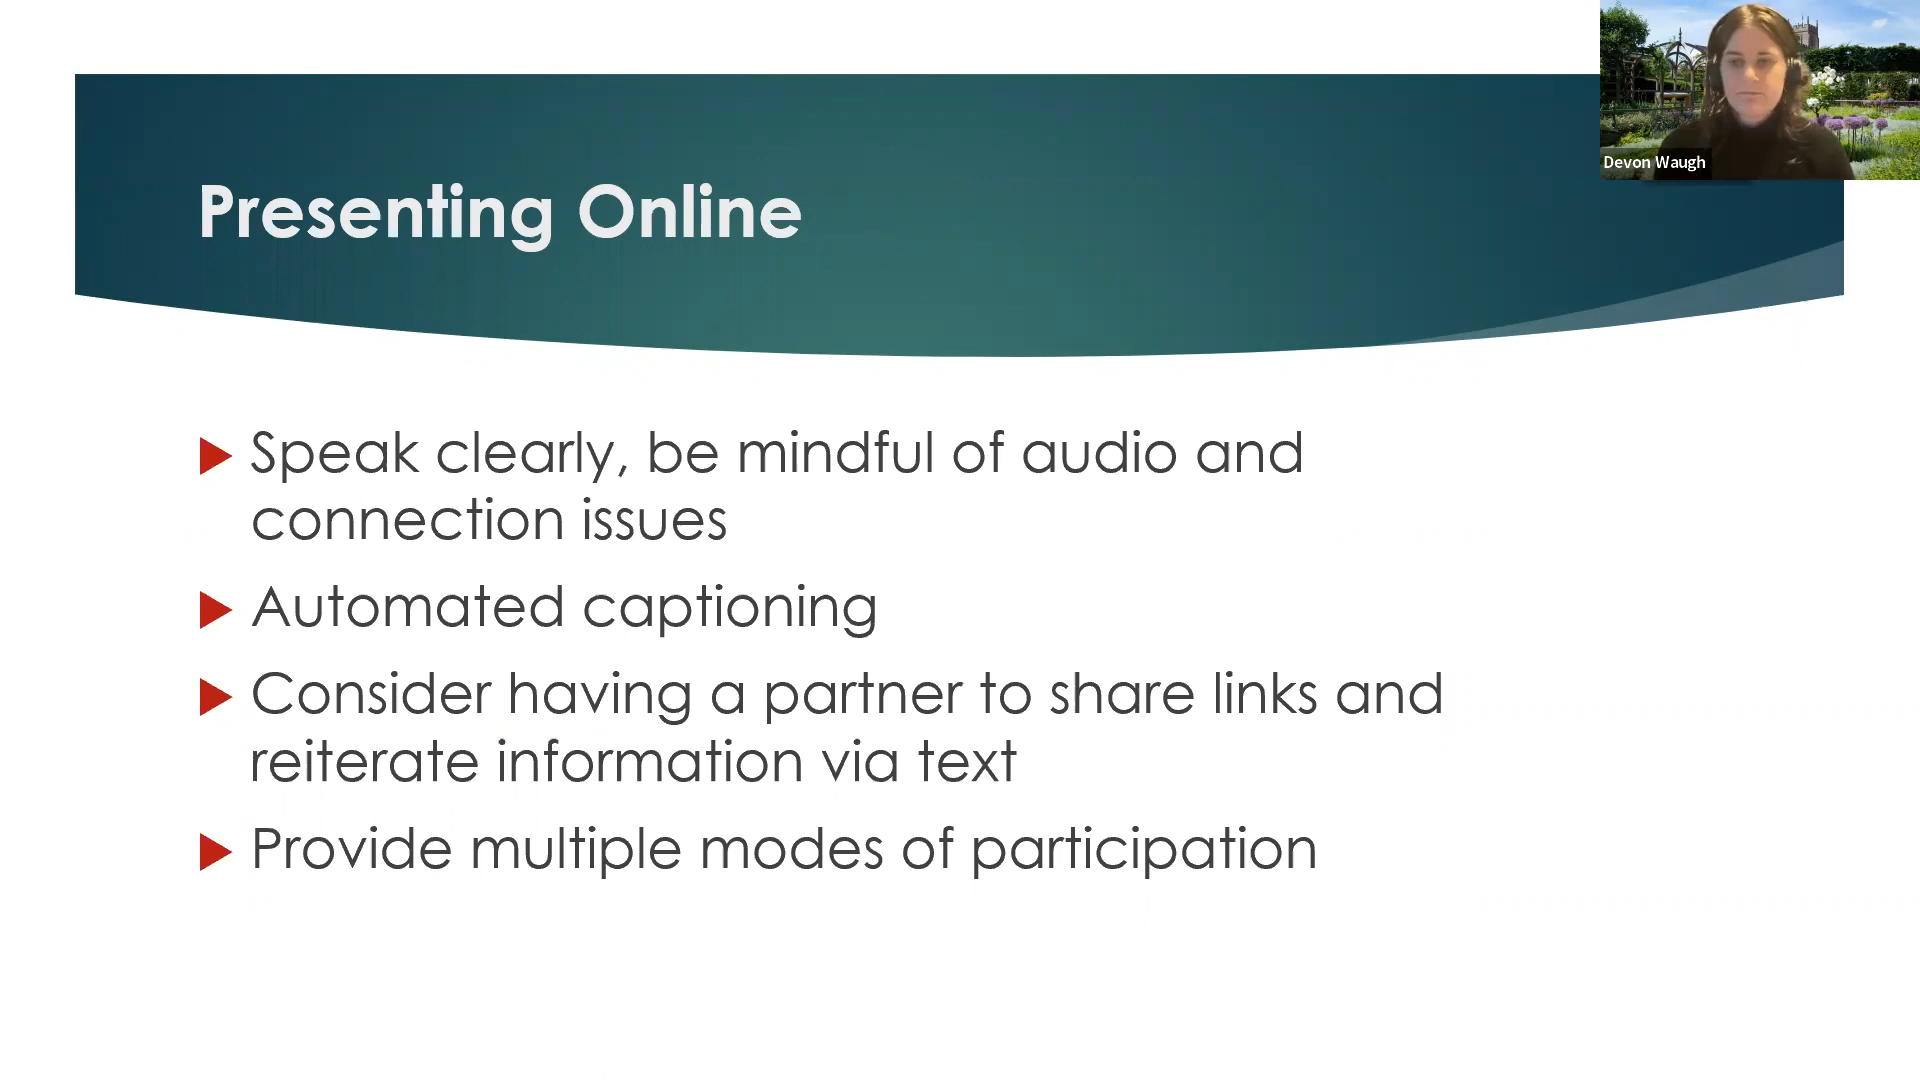 Devon Waugh
Presenting Online
Speak clearly, be mindful of audio and
connection issues
Automated captioning
Consider having a partner to share links and
reiterate information via text
Provide multiple modes of participation